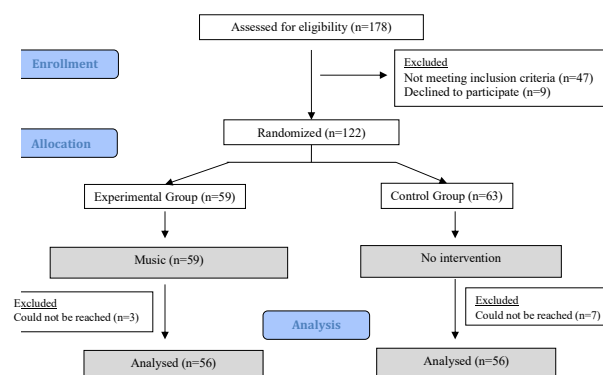 Assessed for eligibility (n=178)
Enrollment
Excluded
Not meeting inclusion criteria (n=47)
Declined to participate (n=9)
Randomized (n=122)
Allocation
Experimental Group (n=59)
Control Group (n=63)
Music (n=59)
No intervention
Excluded
Could not be reached (n=3)
Excluded
Could not be reached (n=7)
Analysis
Analysed (n=56)
Analysed (n=56)